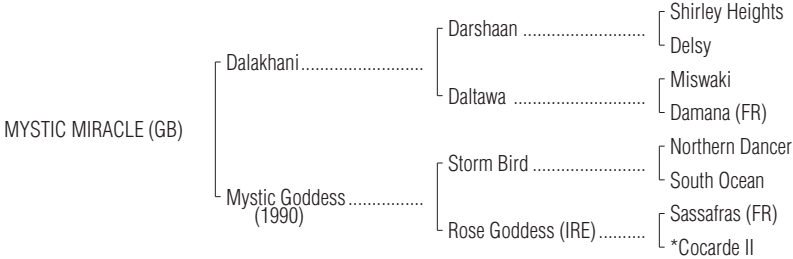 Shirley Heights
Darshaan ..........................
Delsy
Dalakhani..........................
Miswaki
Daltawa ............................
Damana (FR)
MYSTIC MIRACLE (GB)
Northern Dancer
Storm Bird ........................
South Ocean
Mystic Goddess................
(1990)
Sassafras (FR)
Rose Goddess (IRE)..........
*Cocarde II